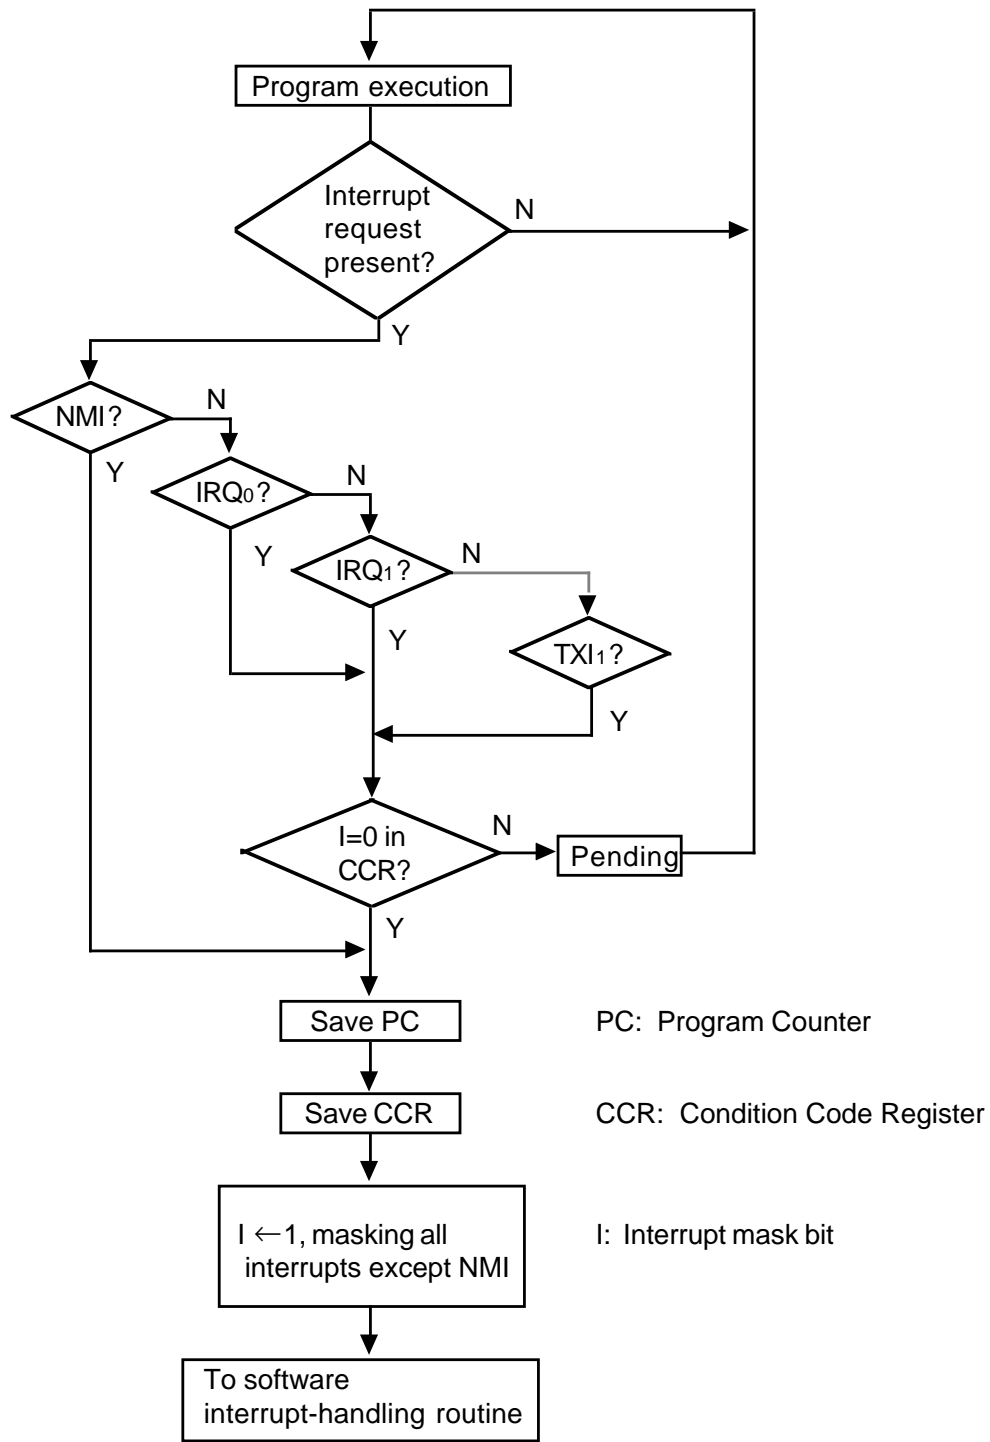 Program execution
Interrupt
request
present?
N
Y
NMI?
N
Y
IRQ0?
N
Y
IRQ1?
N
Y
TXI1?
Y
I=0 in
CCR?
N
Pending
Y
Save PC
PC: Program Counter
Save CCR
CCR: Condition Code Register
I ←1, masking all
interrupts except NMI
I: Interrupt mask bit
To software
interrupt-handling routine